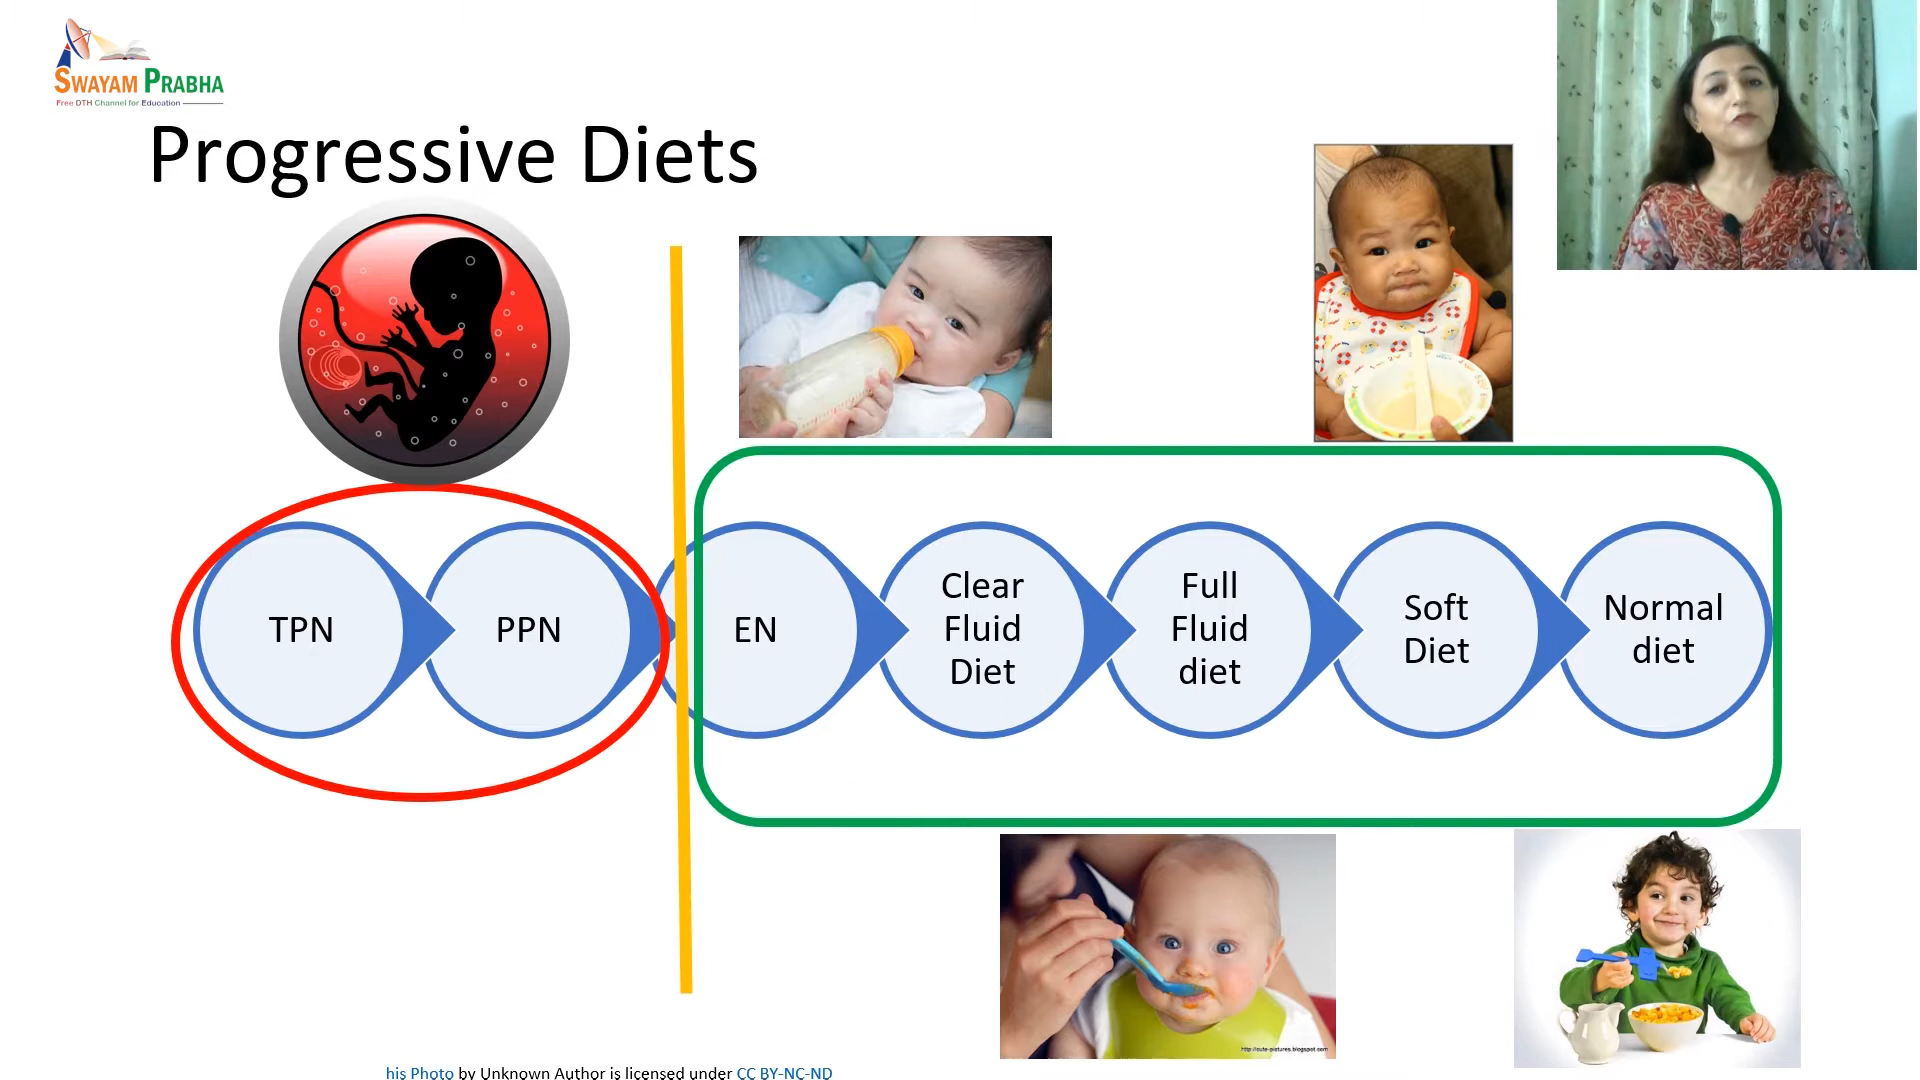 SWAYAM PRABHA
Free DTH Channel for Education
Progressive Diets
TPN
PPN
EN
Clear
Fluid
Diet
Full
Fluid
diet
Soft
Diet
Normal
diet
http://cute-pictures.blogspot.com
his Photo by Unknown Author is licensed under CC BY-NC-ND